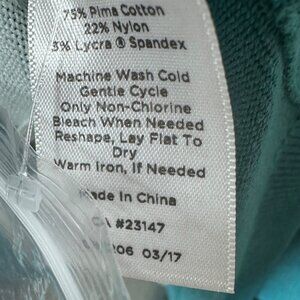 75% Pima Cotton
22% Nylon
3% Lycra ® Spandex
Machine Wash Cold
Gentle Cycle
Only Non-Chlorine
Bleach When Needed
Reshape, Lay Flat To
Dry
Warm Iron, If Needed
Made In China
CA #23147
03/17